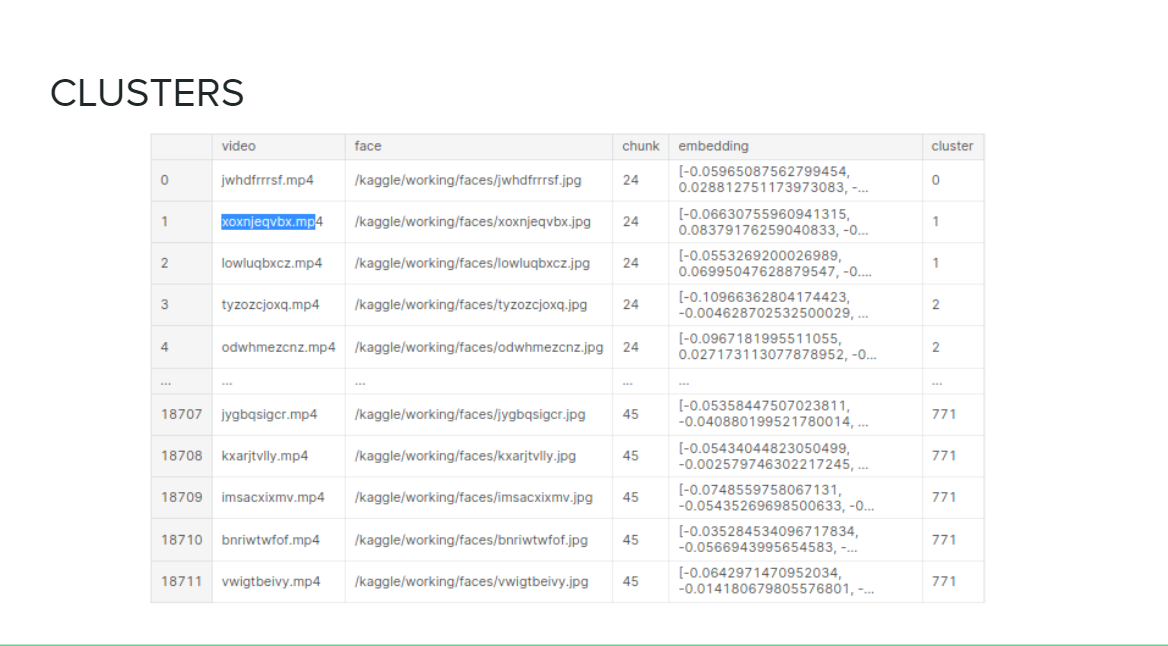 CLUSTERS
video face chunk embedding cluster
0 jwhdfrrrsf.mp4 /kaggle/working/faces/jwhdfrrrsf.jpg 24 [-0.05965087562799454, 0.028812751173973083, -... 0
1 xoxnjeqvbx.mp4 /kaggle/working/faces/xoxnjeqvbx.jpg 24 [-0.06630755960941315, 0.08379176259040833, -0... 1
2 lowluqbxcz.mp4 /kaggle/working/faces/lowluqbxcz.jpg 24 [-0.0553269200026989, 0.06995047628879547, -0.... 1
3 tyzozcjoxq.mp4 /kaggle/working/faces/tyzozcjoxq.jpg 24 [-0.10966362804174423, -0.004628702532500029, ... 2
4 odwhmezcnz.mp4 /kaggle/working/faces/odwhmezcnz.jpg 24 [-0.0967181995511055, 0.027173113077878952, -0... 2
... ... ... ... ... ...
18707 jygbqsigcr.mp4 /kaggle/working/faces/jygbqsigcr.jpg 45 [-0.05358447507023811, -0.040880199521780014, ... 771
18708 kxarjtvlly.mp4 /kaggle/working/faces/kxarjtvlly.jpg 45 [-0.05434044823050499, -0.002579746302217245, ... 771
18709 imsacxixmv.mp4 /kaggle/working/faces/imsacxixmv.jpg 45 [-0.0748559758067131, -0.05435269698500633, -0... 771
18710 bnriwtwfof.mp4 /kaggle/working/faces/bnriwtwfof.jpg 45 [-0.035284534096717834, -0.0566943995654583, -... 771
18711 vwigtbeivy.mp4 /kaggle/working/faces/vwigtbeivy.jpg 45 [-0.0642971470952034, -0.014180679805576801, -... 771